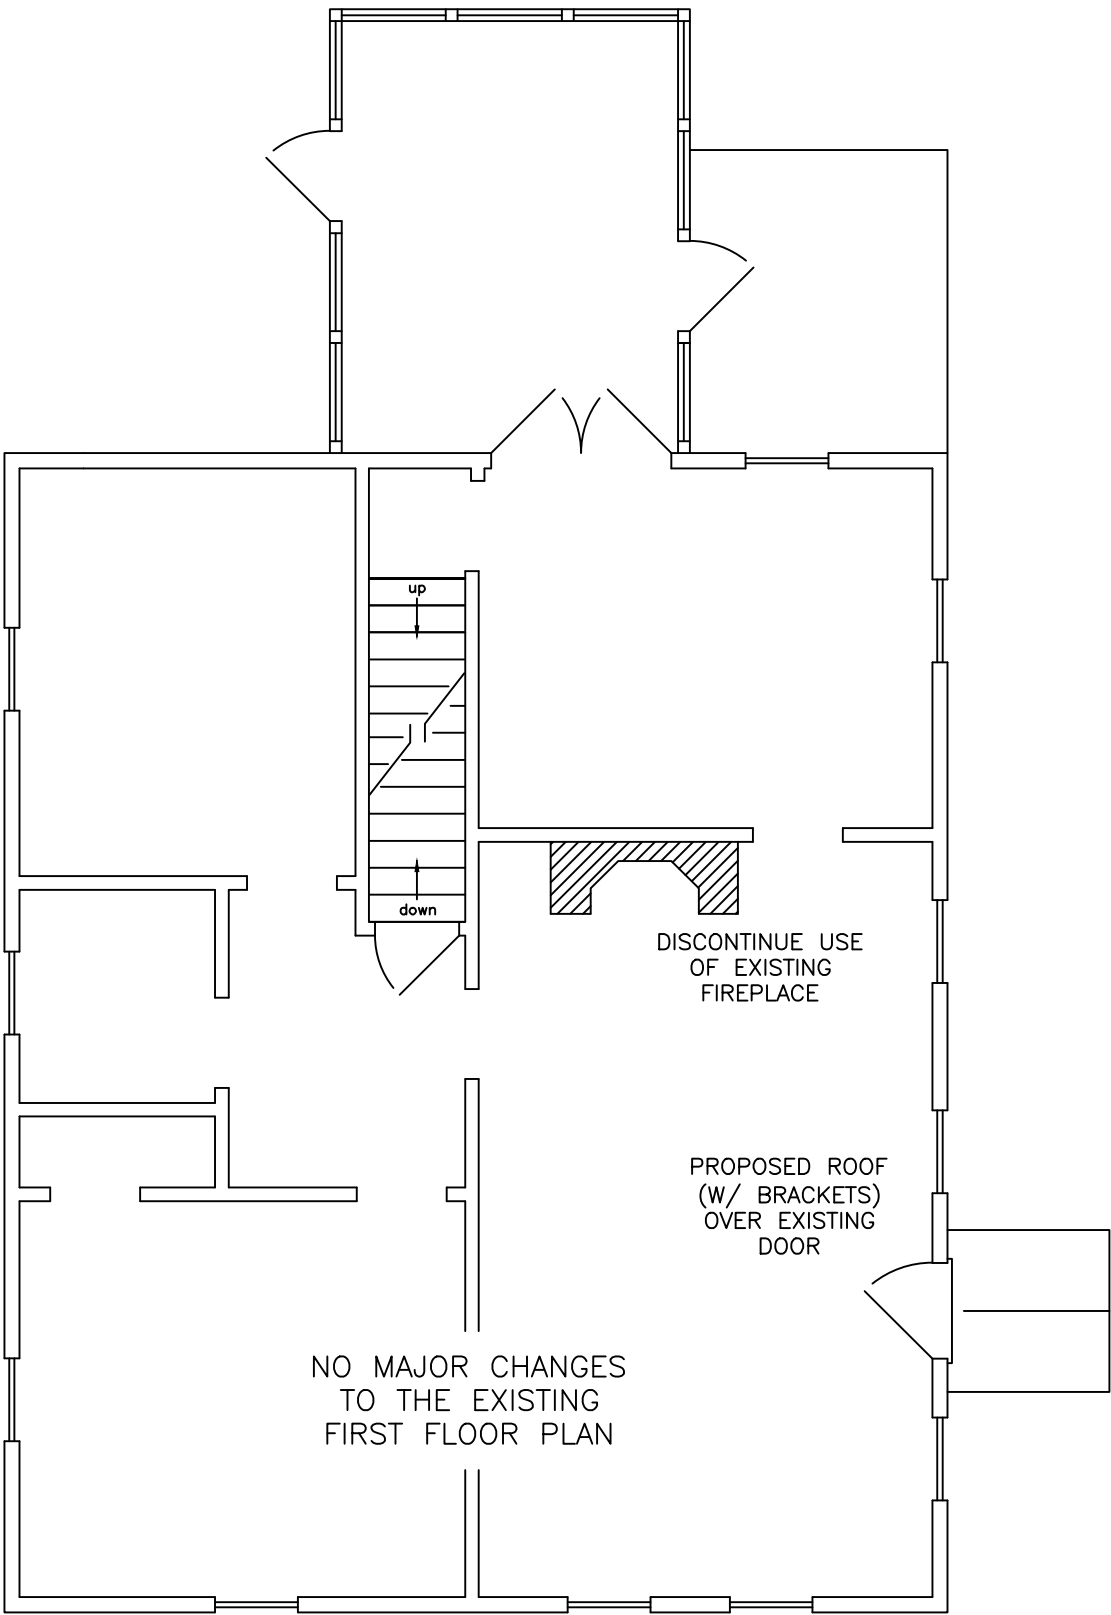 up
down
DISCONTINUE USE
OF EXISTING
FIREPLACE
PROPOSED ROOF
(W/ BRACKETS)
OVER EXISTING
DOOR
NO MAJOR CHANGES
TO THE EXISTING
FIRST FLOOR PLAN